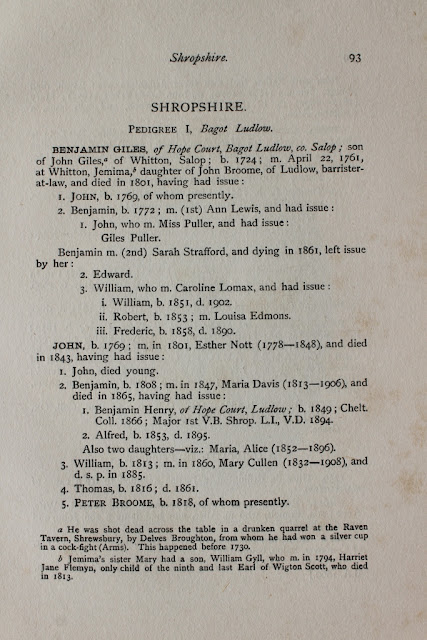 Shropshire. 93
SHROPSHIRE.
PEDIGREE I, Bagot Ludlow.
BENJAMIN GILES, of Hope Court, Bagot Ludlow, co. Salop; son
of John Giles,a of Whitton, Salop; b. 1724; m. April 22, 1761,
at Whitton, Jemima,b daughter of John Broome, of Ludlow, barrister-
at-law, and died in 1801, having had issue:
1. JOHN, b. 1769, of whom presently.
2. Benjamin, b. 1772; m. (1st) Ann Lewis, and had issue:
1. John, who m. Miss Puller, and had issue:
Giles Puller.
Benjamin m. (2nd) Sarah Strafford, and dying in 1861, left issue
by her:
2. Edward.
3. William, who m. Caroline Lomax, and had issue:
i. William, b. 1851, d. 1902.
ii. Robert, b. 1853; m. Louisa Edmons.
iii. Frederic, b. 1858, d. 1890.
JOHN, b. 1769; m. in 1801, Esther Nott (1778—1848), and died
in 1843, having had issue:
1. John, died young.
2. Benjamin, b. 1808; m. in 1847, Maria Davis (1813—1906), and
died in 1865, having had issue:
1. Benjamin Henry, of Hope Court, Ludlow; b. 1849; Chelt.
Coll. 1866; Major 1st V.B. Shrop. L.I., V.D. 1894.
2. Alfred, b. 1853, d. 1895.
Also two daughters—viz.: Maria, Alice (1852—1896).
3. William, b. 1813; m. in 1860, Mary Cullen (1832—1908), and
d. s. p. in 1885.
4. Thomas, b. 1816; d. 1861.
5. PETER BROOME, b. 1818, of whom presently.
a He was shot dead across the table in a drunken quarrel at the Raven
Tavern, Shrewsbury, by Delves Broughton, from whom he had won a silver cup
in a cock-fight (Arms). This happened before 1730.
b Jemima's sister Mary had a son, William Gyll, who m. in 1794, Harriet
Jane Flemyn, only child of the ninth and last Earl of Wigton Scott, who died
in 1813.